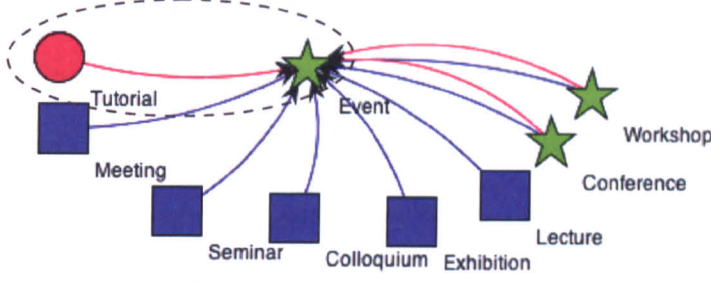 Tutorial
Event
Workshop
Meeting
Conference
Seminar
Colloquium
Exhibition
Lecture